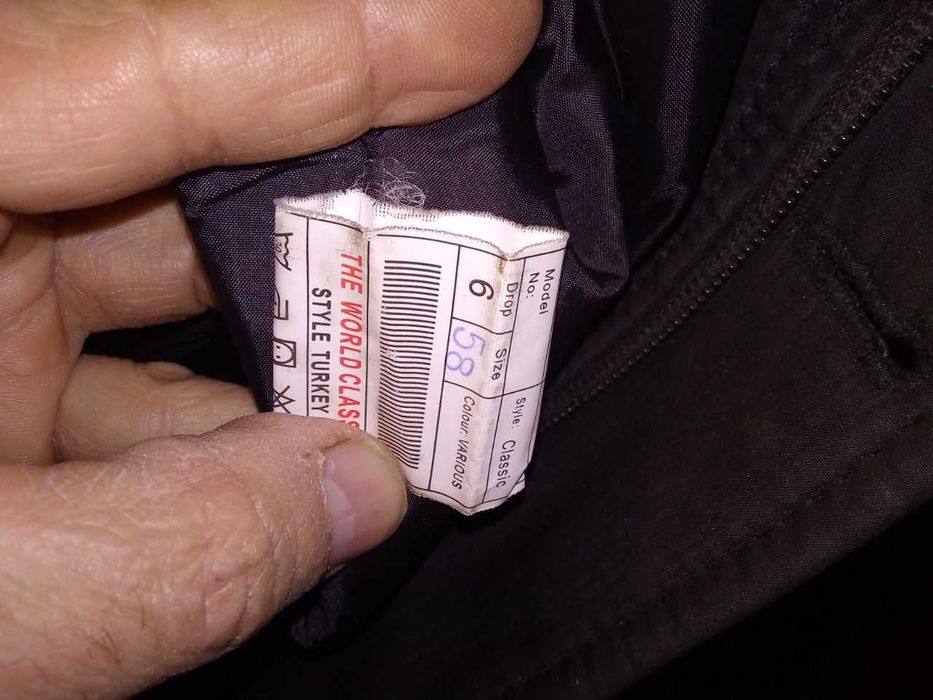 Model No:
Style: Classic
Drop Size Colour: VARIOUS
6 58
THE WORLD CLASS
STYLE TURKEY